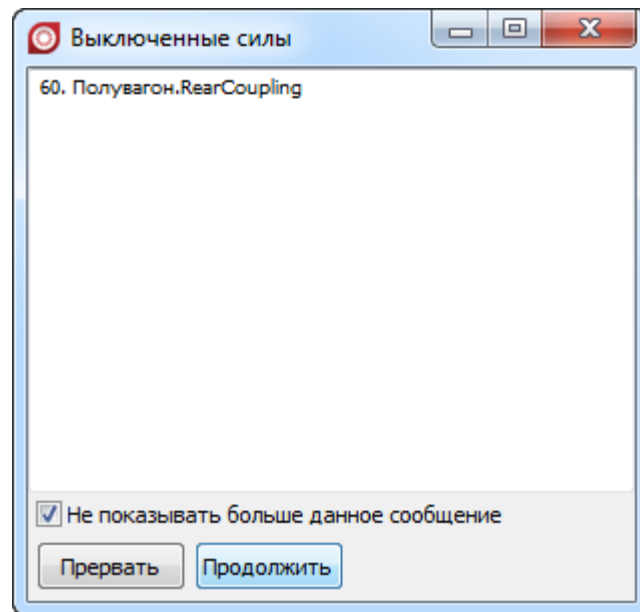 Выключенные силы
60. Полувагон.RearCoupling
Не показывать больше данное сообщение
Прервать Продолжить